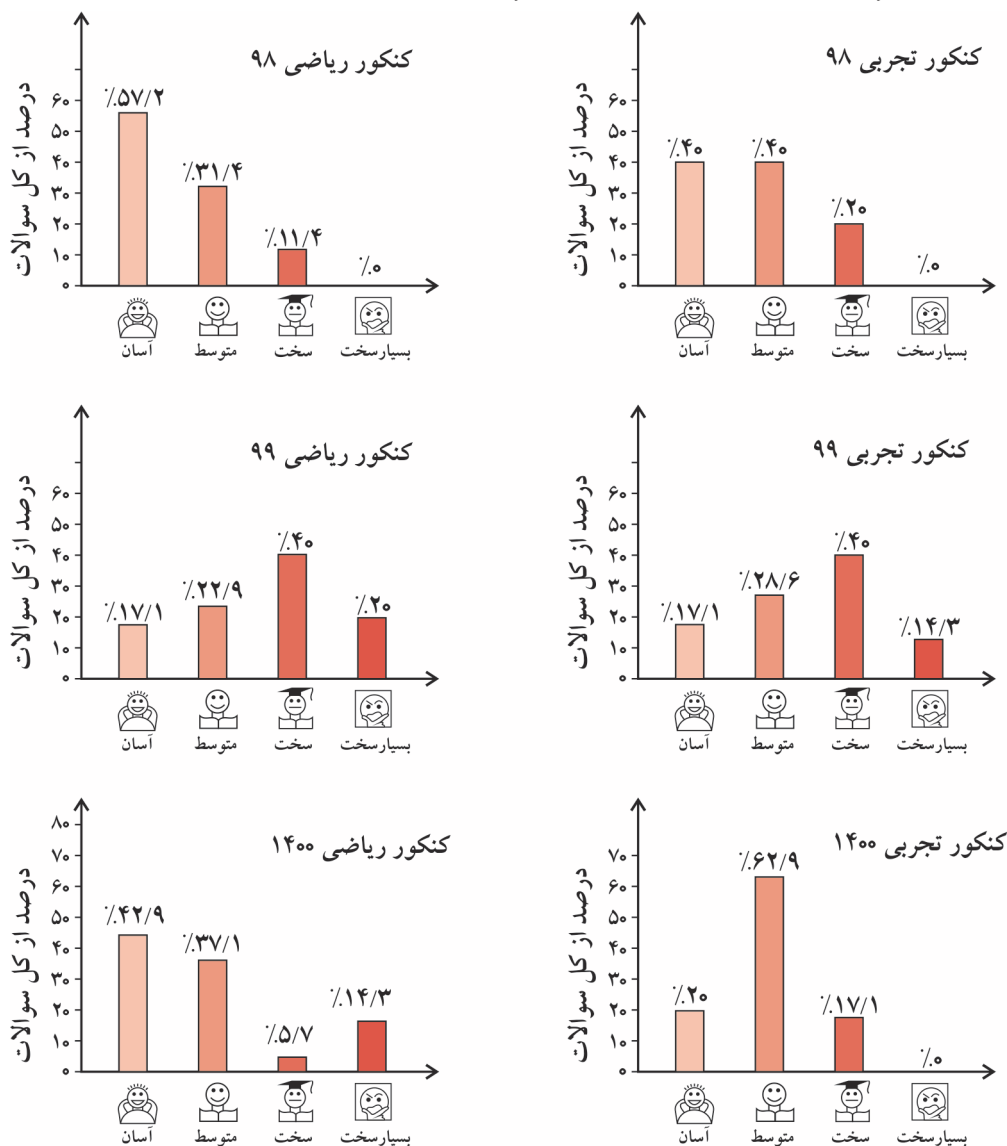 کنکور ریاضی ۹۸
درصد از کل سوالات
۶۰
۵۰
۴۰
۳۰
۲۰
۱۰
۰
٪۵۷/۲
٪۳۱/۴
٪۱۱/۴
٪۰
آسان
متوسط
سخت
بسیارسخت
کنکور تجربی ۹۸
درصد از کل سوالات
۶۰
۵۰
۴۰
۳۰
۲۰
۱۰
۰
٪۴۰
٪۴۰
٪۲۰
٪۰
آسان
متوسط
سخت
بسیارسخت
کنکور ریاضی ۹۹
درصد از کل سوالات
۶۰
۵۰
۴۰
۳۰
۲۰
۱۰
۰
٪۱۷/۱
٪۲۲/۹
٪۴۰
٪۲۰
آسان
متوسط
سخت
بسیارسخت
کنکور تجربی ۹۹
درصد از کل سوالات
۶۰
۵۰
۴۰
۳۰
۲۰
۱۰
۰
٪۱۷/۱
٪۲۸/۶
٪۴۰
٪۱۴/۳
آسان
متوسط
سخت
بسیارسخت
کنکور ریاضی ۱۴۰۰
درصد از کل سوالات
۸۰
۷۰
۶۰
۵۰
۴۰
۳۰
۲۰
۱۰
۰
٪۴۲/۹
٪۳۷/۱
٪۵/۷
٪۱۴/۳
آسان
متوسط
سخت
بسیارسخت
کنکور تجربی ۱۴۰۰
درصد از کل سوالات
۷۰
۶۰
۵۰
۴۰
۳۰
۲۰
۱۰
۰
٪۲۰
٪۶۲/۹
٪۱۷/۱
٪۰
آسان
متوسط
سخت
بسیارسخت